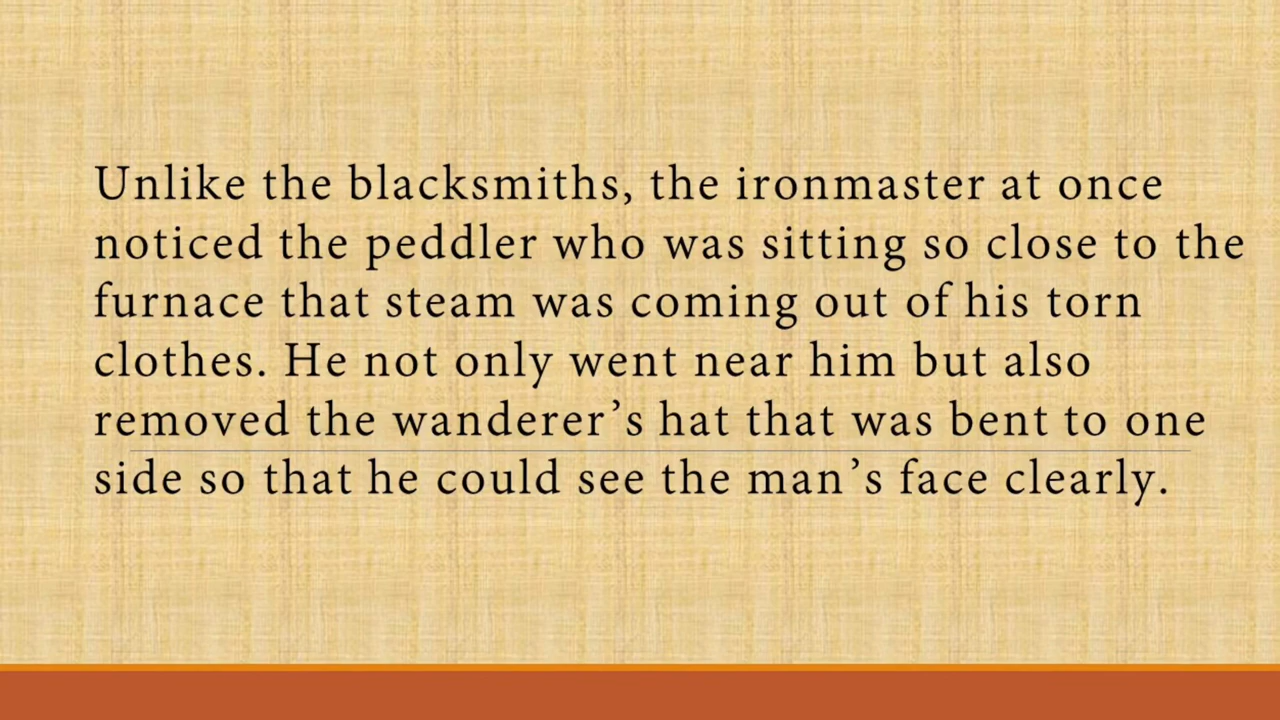 Unlike the blacksmiths, the ironmaster at once
noticed the peddler who was sitting so close to the
furnace that steam was coming out of his torn
clothes. He not only went near him but also
removed the wanderer’s hat that was bent to one
side so that he could see the man’s face clearly.